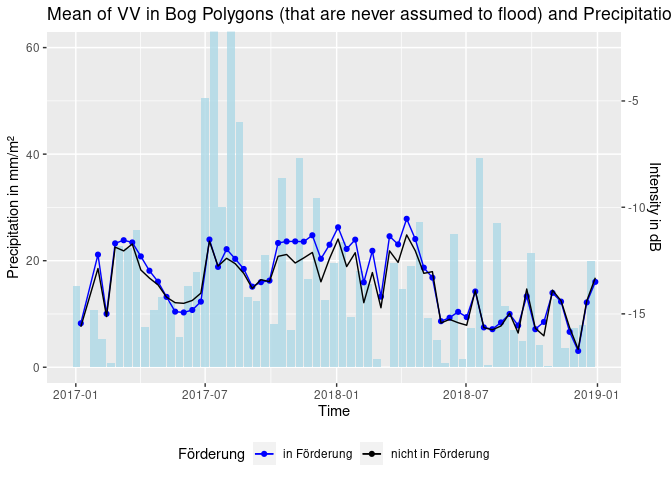 Mean of VV in Bog Polygons (that are never assumed to flood) and Precipitatio
60
40
20
0
-5
-10
-15
Precipitation in mm/m²
Intensity in dB
2017-01 2017-07 2018-01 2018-07 2019-01
Time
Förderung in Förderung nicht in Förderung